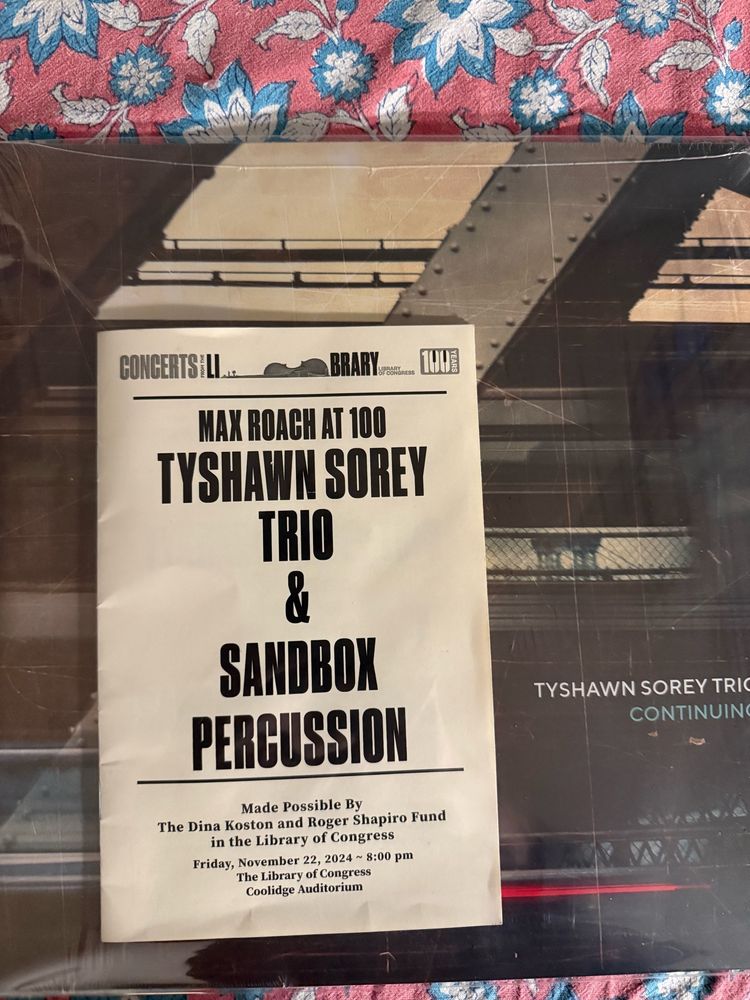 CONCERTS FROM THE LIBRARY LIBRARY OF CONGRESS 100 YEARS
MAX ROACH AT 100
TYSHAWN SOREY
TRIO
&
SANDBOX
PERCUSSION
Made Possible By
The Dina Koston and Roger Shapiro Fund
in the Library of Congress
Friday, November 22, 2024 ~ 8:00 pm
The Library of Congress
Coolidge Auditorium
TYSHAWN SOREY TRIO
CONTINUING